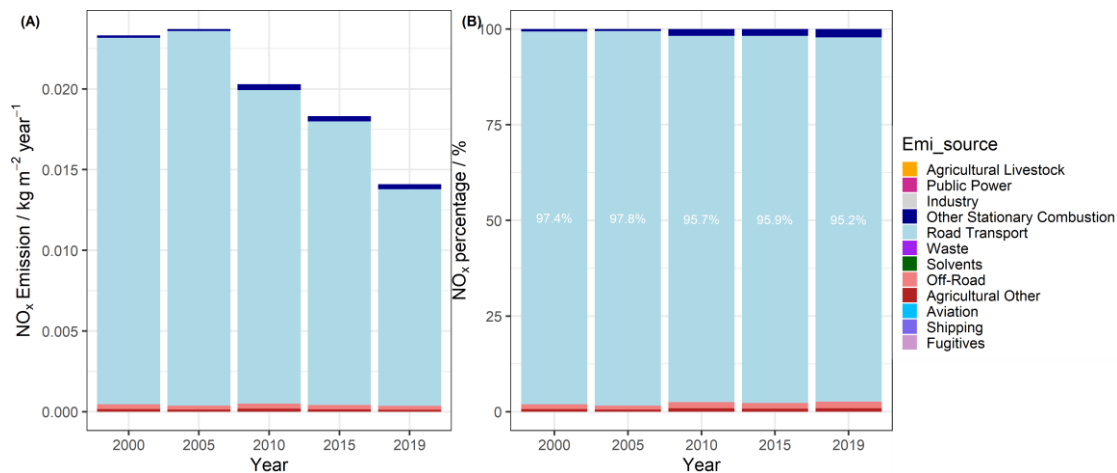 (A)
NOₓ Emission / kg m⁻² year⁻¹
0.020
0.015
0.010
0.005
0.000
2000 2005 2010 2015 2019
Year
(B)
NOₓ percentage / %
100
75
50
25
0
97.4% 97.8% 95.7% 95.9% 95.2%
2000 2005 2010 2015 2019
Year
Emi_source
Agricultural Livestock
Public Power
Industry
Other Stationary Combustion
Road Transport
Waste
Solvents
Off-Road
Agricultural Other
Aviation
Shipping
Fugitives